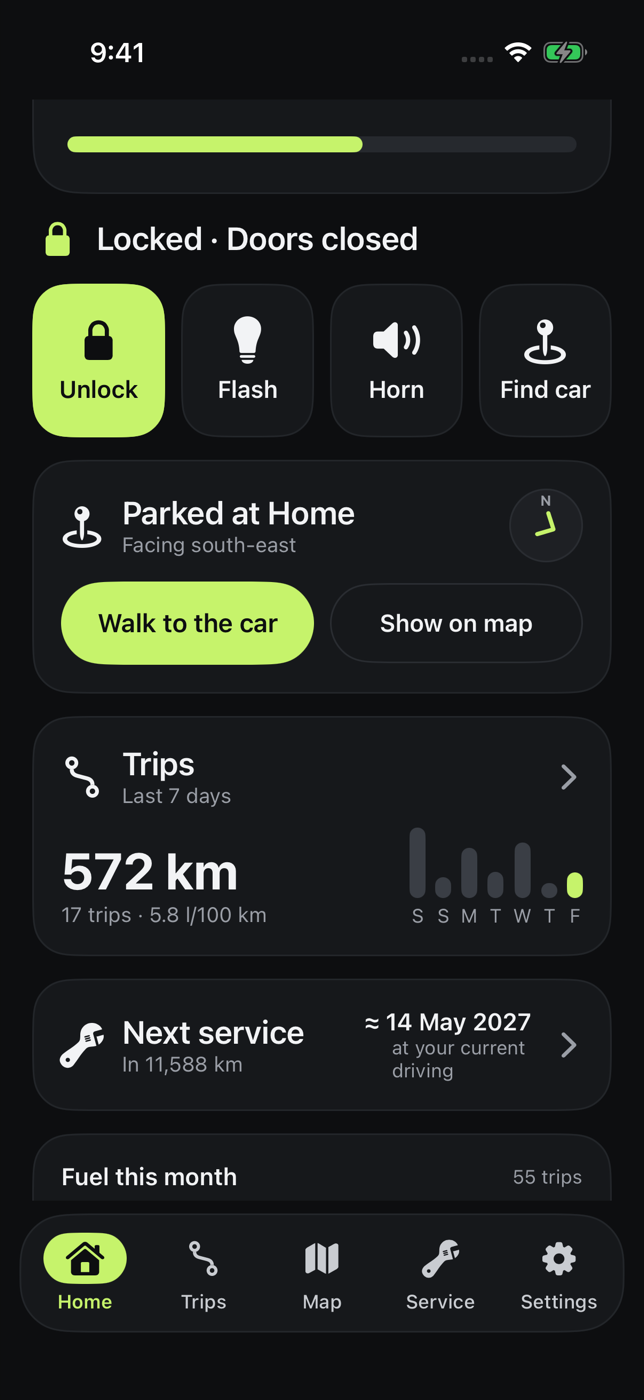 9:41
Locked · Doors closed
Unlock
Flash
Horn
Find car
Parked at Home
Facing south-east
N
Walk to the car
Show on map
Trips
Last 7 days
572 km
17 trips · 5.8 l/100 km
S S M T W T F
Next service
In 11,588 km
≈ 14 May 2027
at your current
driving
Fuel this month
55 trips
Home
Trips
Map
Service
Settings